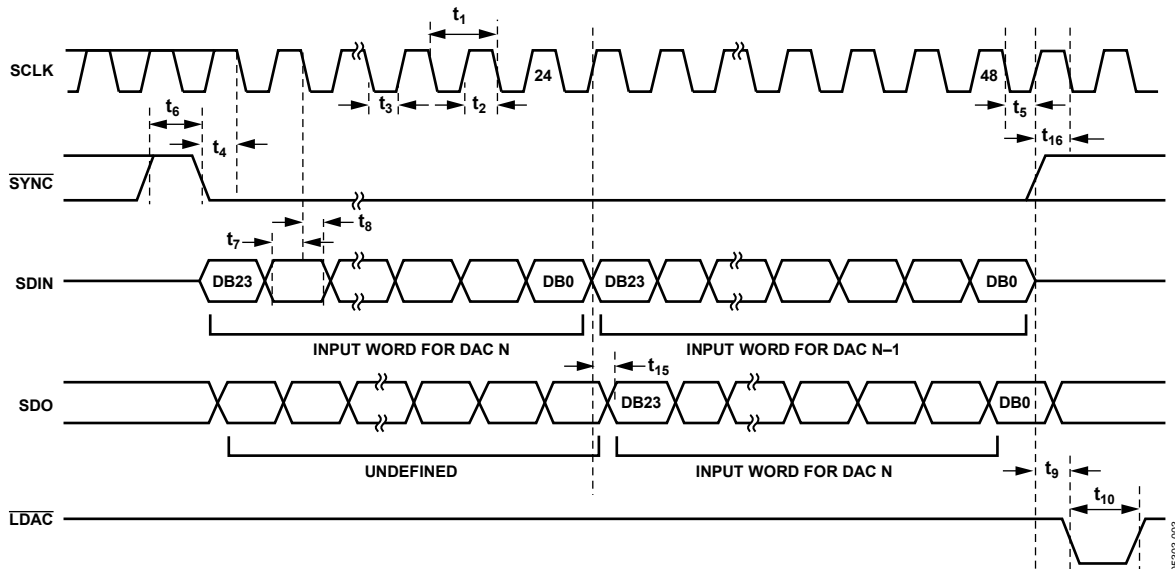 t1
SCLK
24
48
t3
t2
t5
t6
t4
t16
SYNC
t7
t8
SDIN
DB23
DB0
DB23
DB0
INPUT WORD FOR DAC N
INPUT WORD FOR DAC N–1
t15
SDO
DB23
DB0
UNDEFINED
INPUT WORD FOR DAC N
t9
t10
LDAC